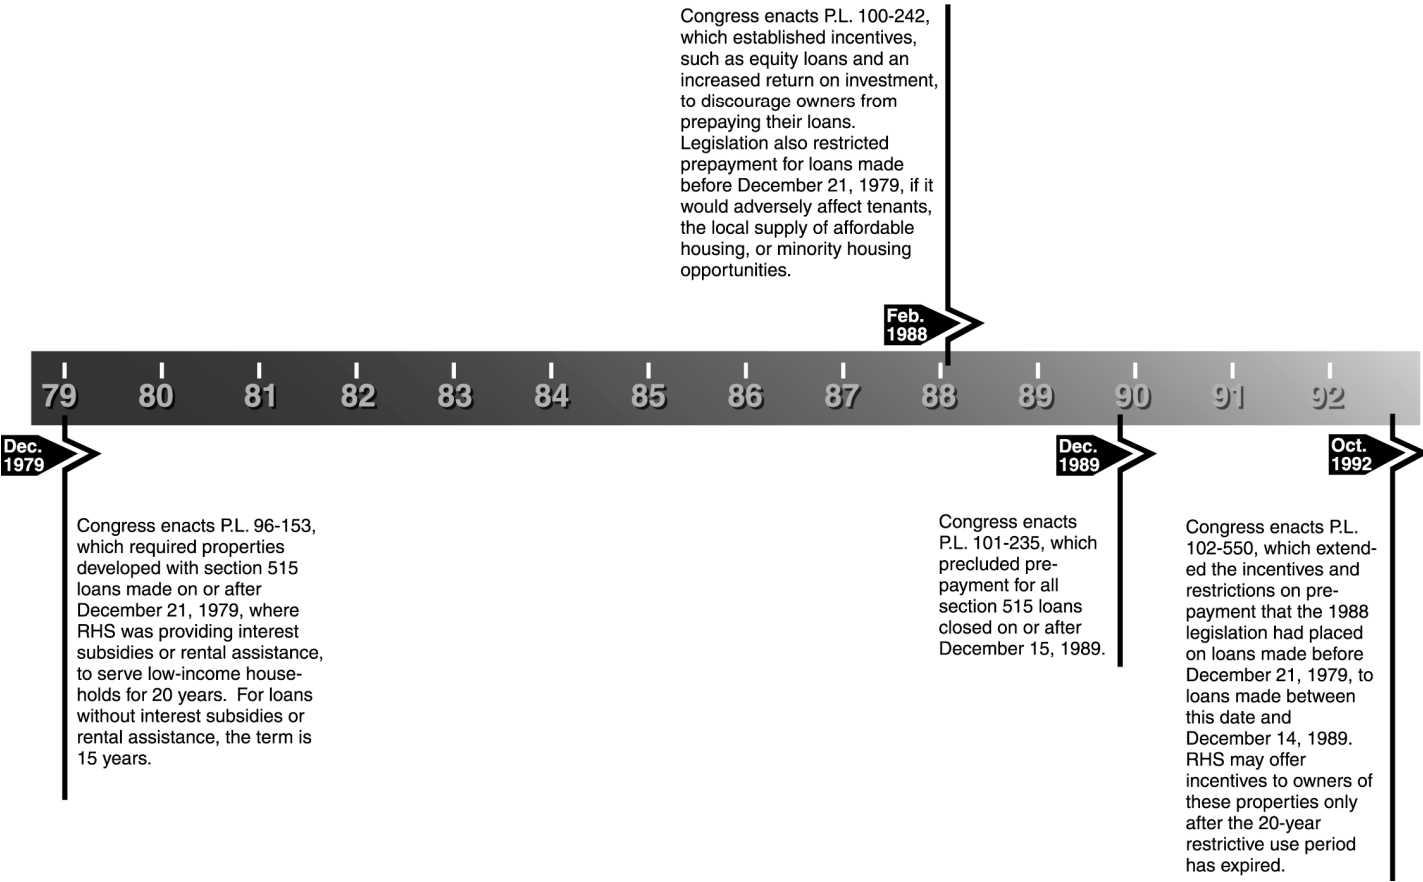 Congress enacts P.L. 100-242,
which established incentives,
such as equity loans and an
increased return on investment,
to discourage owners from
prepaying their loans.
Legislation also restricted
prepayment for loans made
before December 21, 1979, if it
would adversely affect tenants,
the local supply of affordable
housing, or minority housing
opportunities.
Feb.
1988
79 80 81 82 83 84 85 86 87 88 89 90 91 92
Dec.
1979
Dec.
1989
Oct.
1992
Congress enacts P.L. 96-153,
which required properties
developed with section 515
loans made on or after
December 21, 1979, where
RHS was providing interest
subsidies or rental assistance,
to serve low-income house-
holds for 20 years.  For loans
without interest subsidies or
rental assistance, the term is
15 years.
Congress enacts
P.L. 101-235, which
precluded pre-
payment for all
section 515 loans
closed on or after
December 15, 1989.
Congress enacts P.L.
102-550, which extend-
ed the incentives and
restrictions on pre-
payment that the 1988
legislation had placed
on loans made before
December 21, 1979, to
loans made between
this date and
December 14, 1989.
RHS may offer
incentives to owners of
these properties only
after the 20-year
restrictive use period
has expired.